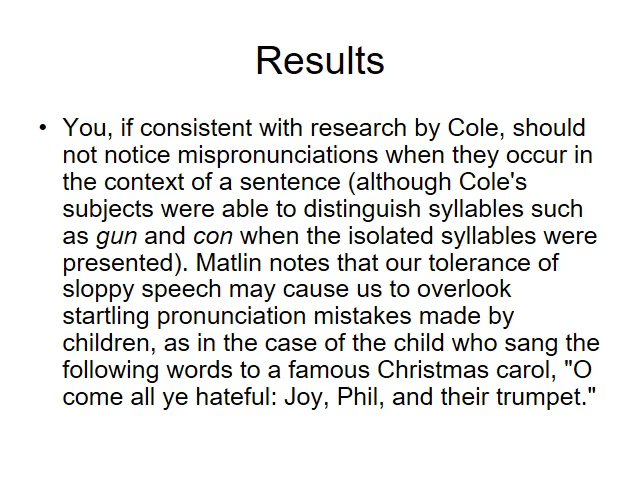 Results
• You, if consistent with research by Cole, should
not notice mispronunciations when they occur in
the context of a sentence (although Cole's
subjects were able to distinguish syllables such
as gun and con when the isolated syllables were
presented). Matlin notes that our tolerance of
sloppy speech may cause us to overlook
startling pronunciation mistakes made by
children, as in the case of the child who sang the
following words to a famous Christmas carol, "O
come all ye hateful: Joy, Phil, and their trumpet."